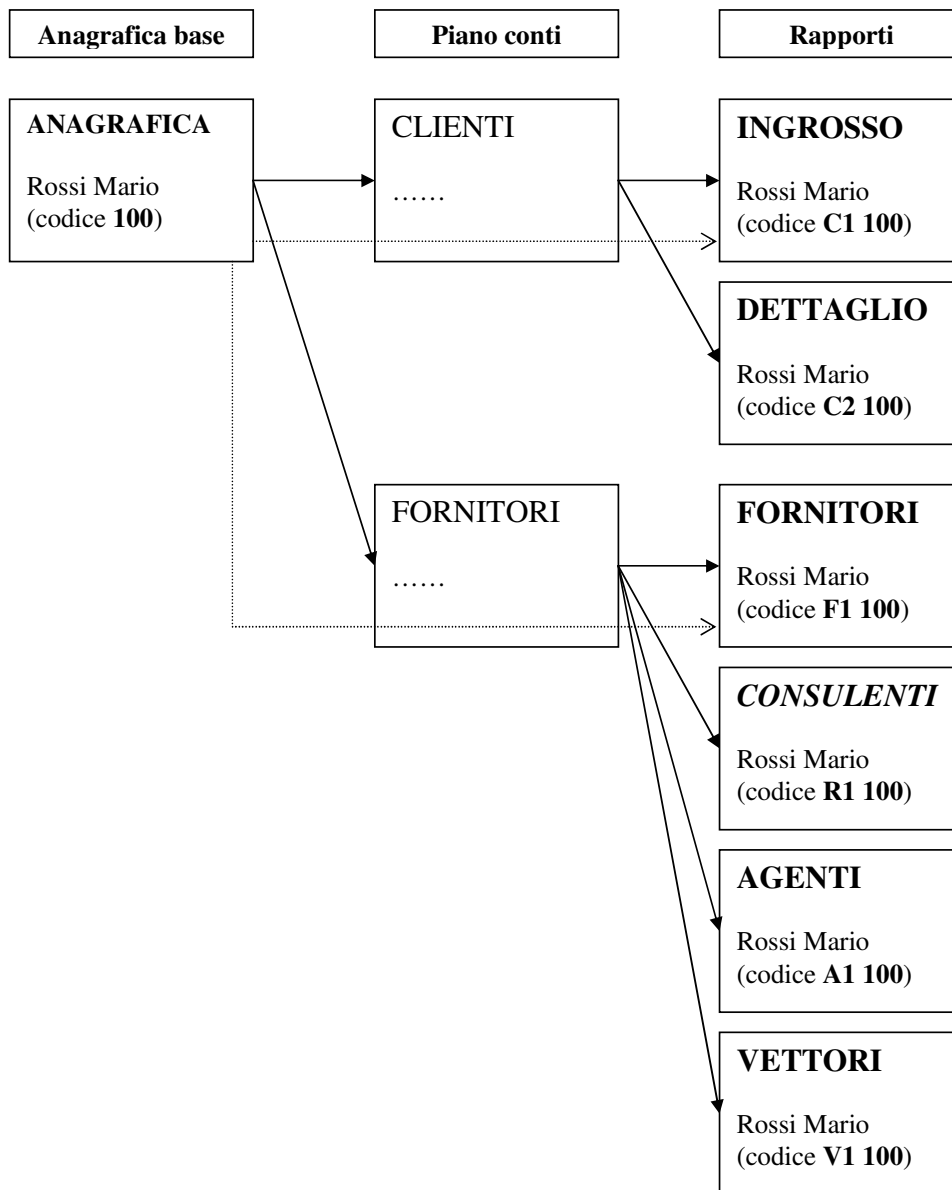 Anagrafica base
Piano conti
Rapporti
ANAGRAFICA
Rossi Mario
(codice 100)
CLIENTI
……
INGROSSO
Rossi Mario
(codice C1 100)
DETTAGLIO
Rossi Mario
(codice C2 100)
FORNITORI
……
FORNITORI
Rossi Mario
(codice F1 100)
CONSULENTI
Rossi Mario
(codice R1 100)
AGENTI
Rossi Mario
(codice A1 100)
VETTORI
Rossi Mario
(codice V1 100)